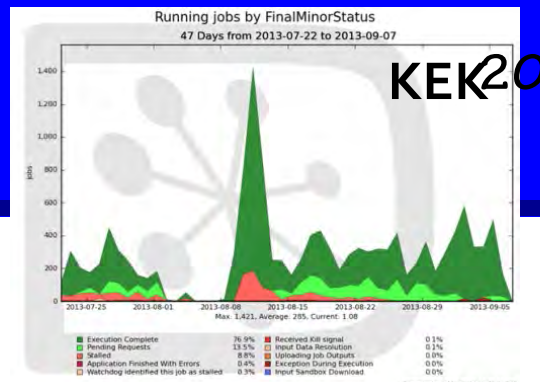 Running jobs by FinalMinorStatus
47 Days from 2013-07-22 to 2013-09-07
KEK20
1,400
1,200
1,000
800
600
400
200
0
jobs
2013-07-25 2013-08-01 2013-08-08 2013-08-15 2013-08-22 2013-08-29 2013-09-05
Max: 1,421, Average: 285, Current: 1.08
Execution Complete 76.9% Received Kill signal 0.1%
Pending Requests 13.5% Input Data Resolution 0.1%
Stalled 8.8% Uploading Job Outputs 0.0%
Application Finished With Errors 0.4% Exception During Execution 0.0%
Watchdog identified this job as stalled 0.3% Input Sandbox Download 0.0%